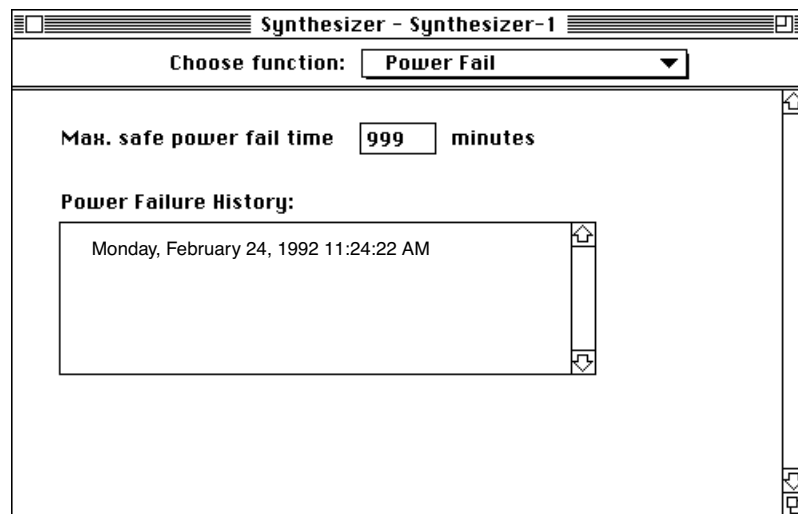 Synthesizer - Synthesizer-1
Choose function: Power Fail
Max. safe power fail time 999 minutes
Power Failure History:
Monday, February 24, 1992 11:24:22 AM